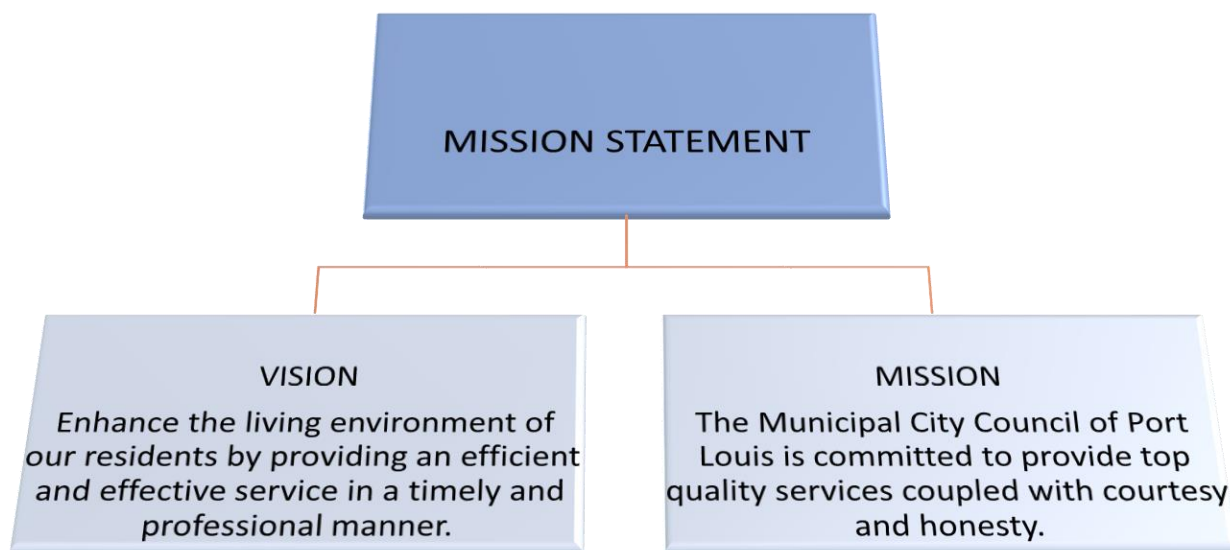 MISSION STATEMENT
VISION
Enhance the living environment of
our residents by providing an efficient
and effective service in a timely and
professional manner.
MISSION
The Municipal City Council of Port
Louis is committed to provide top
quality services coupled with courtesy
and honesty.